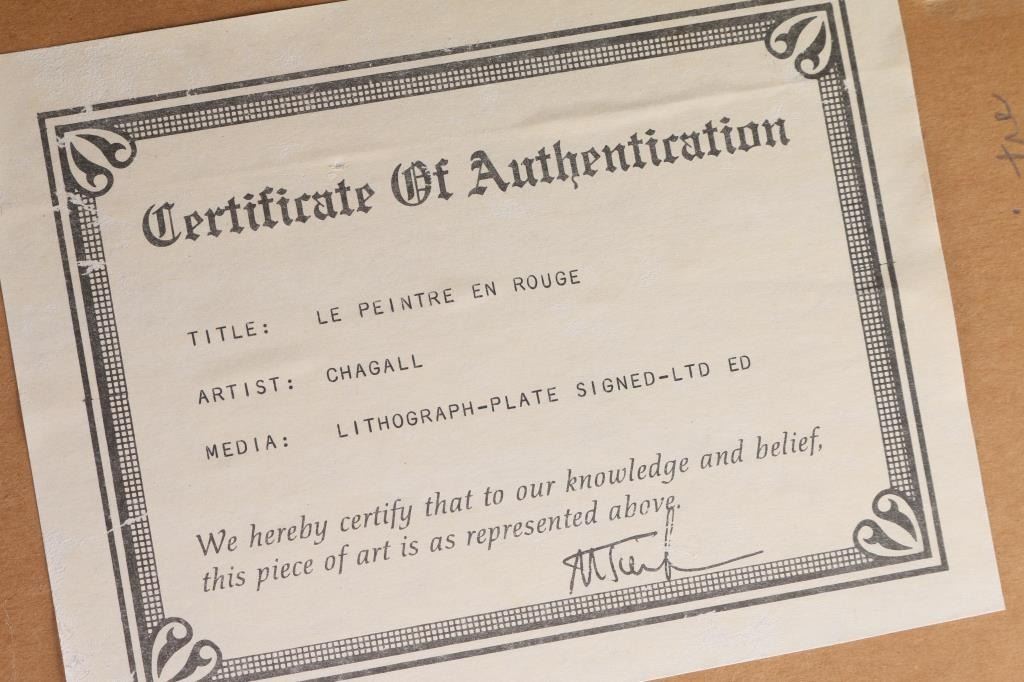 Certificate Of Authentication
TITLE: LE PEINTRE EN ROUGE
ARTIST: CHAGALL
MEDIA: LITHOGRAPH-PLATE SIGNED-LTD ED
We hereby certify that to our knowledge and belief,
this piece of art is as represented above.